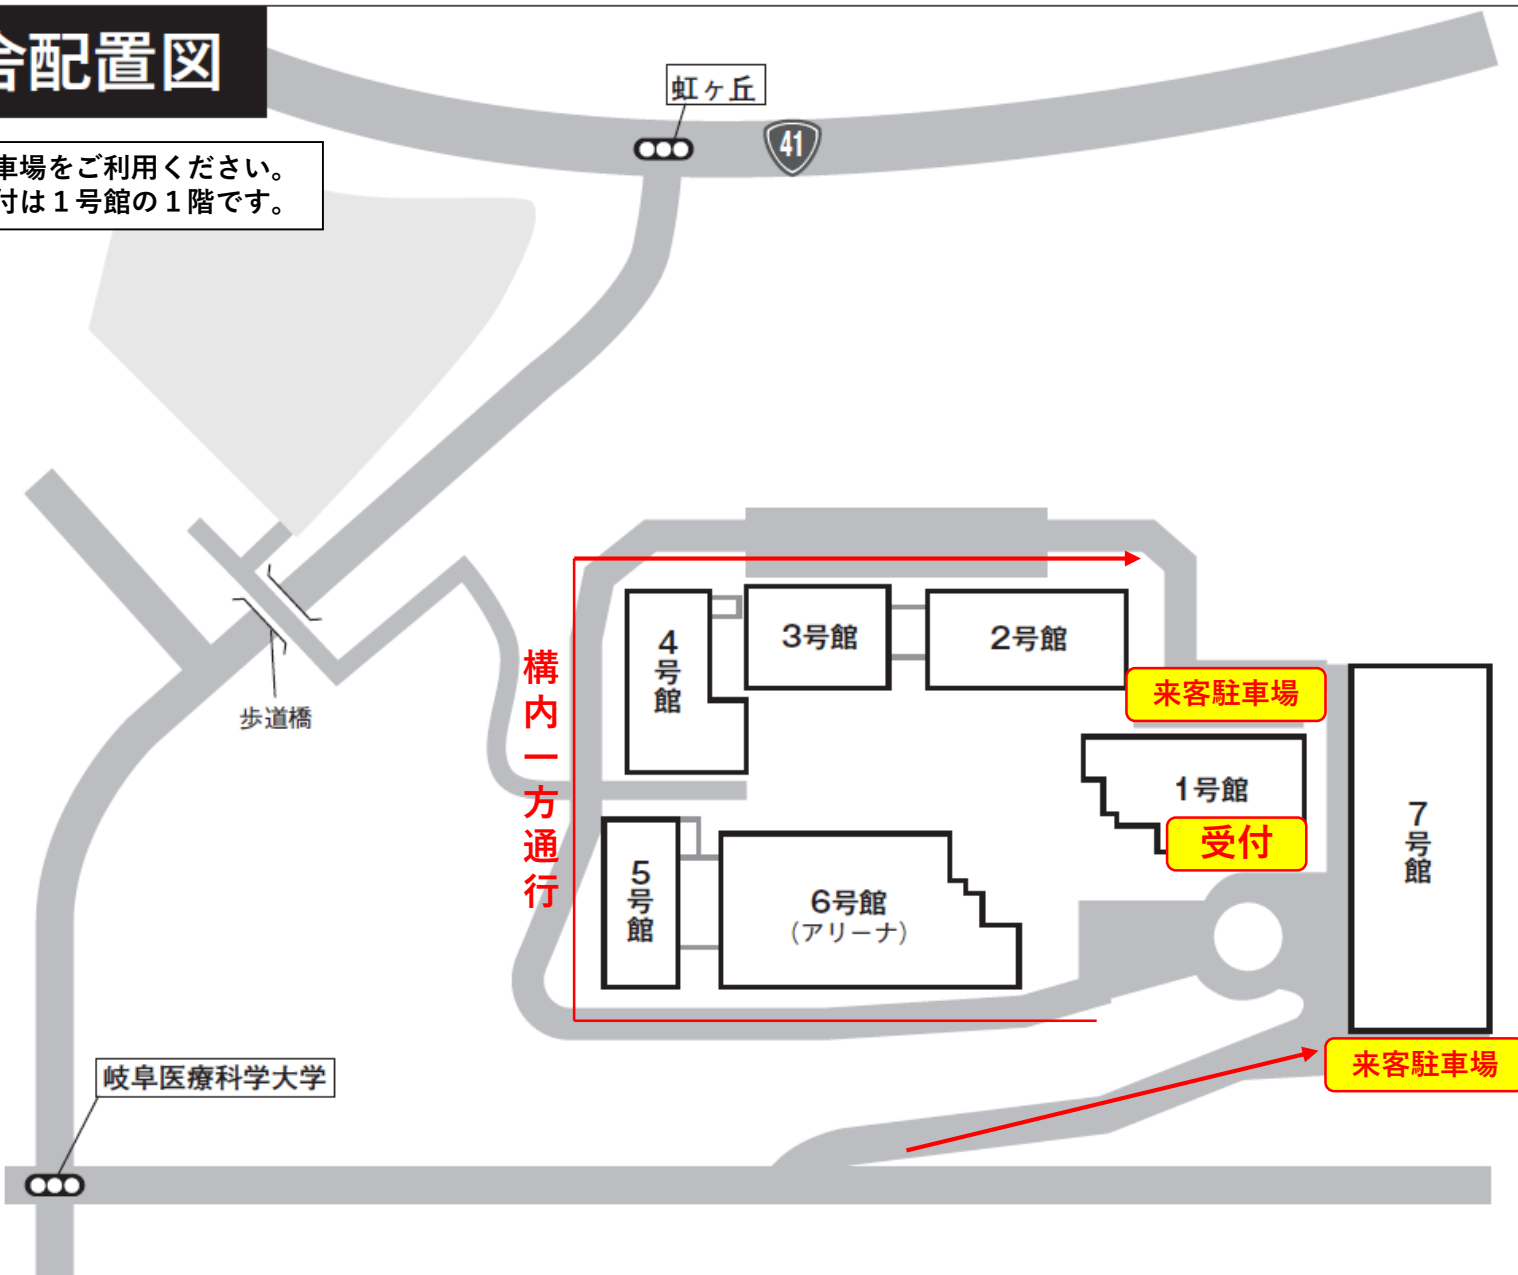 舎配置図
虹ヶ丘
41
車場をご利用ください。
付は１号館の１階です。
歩道橋
構内一方通行
4号館
3号館
2号館
来客駐車場
1号館
受付
7号館
5号館
6号館
（アリーナ）
来客駐車場
岐阜医療科学大学